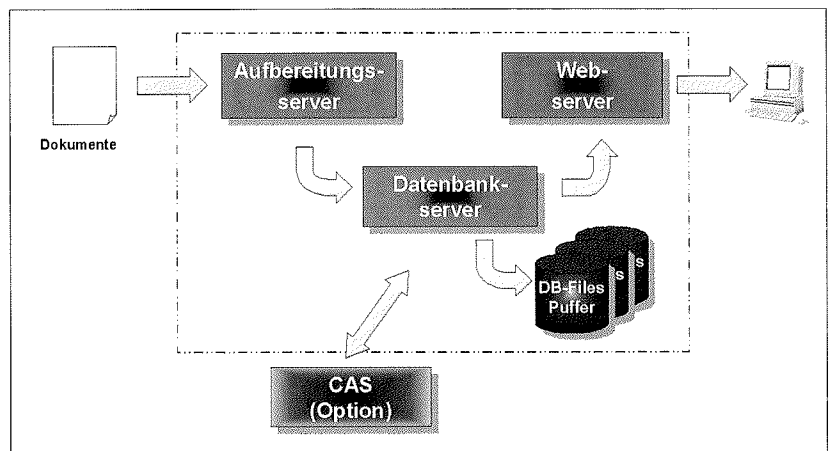 Aufbereitungs-
server
Web-
server
Dokumente
Datenbank-
server
s
s
DB-Files
Puffer
CAS
(Option)